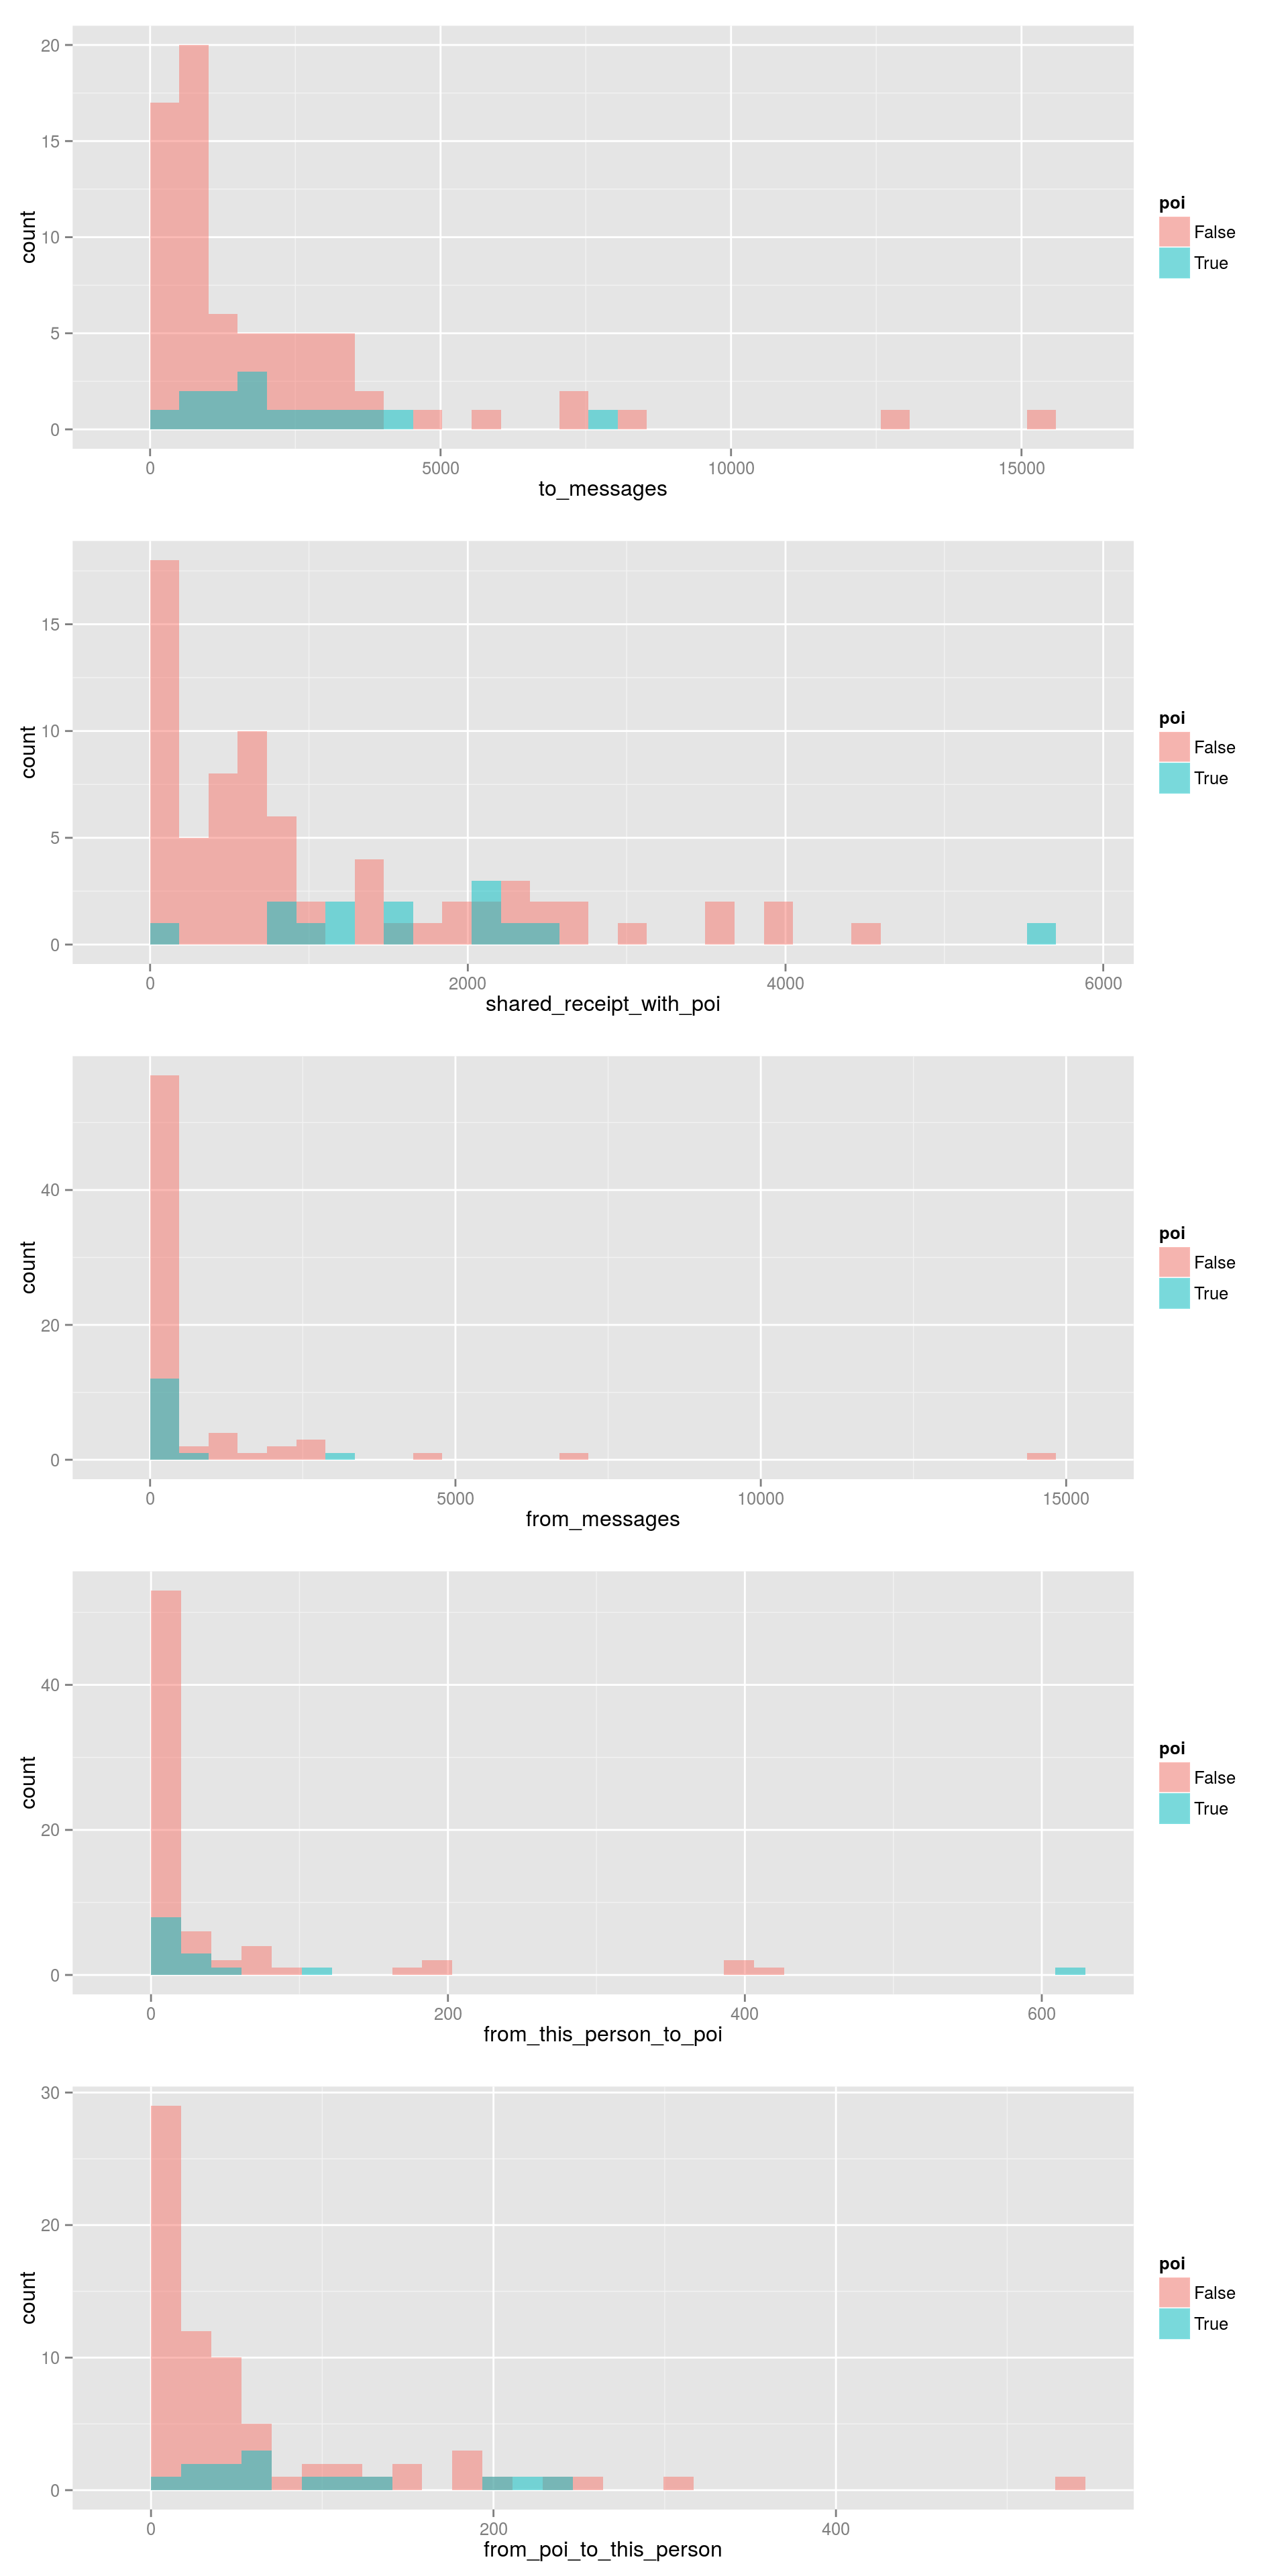 20
15
10
5
0
count
0 5000 10000 15000
to_messages
poi
False
True
15
10
5
0
count
0 2000 4000 6000
shared_receipt_with_poi
poi
False
True
40
20
0
count
0 5000 10000 15000
from_messages
poi
False
True
40
20
0
count
0 200 400 600
from_this_person_to_poi
poi
False
True
30
20
10
0
count
0 200 400
from_poi_to_this_person
poi
False
True